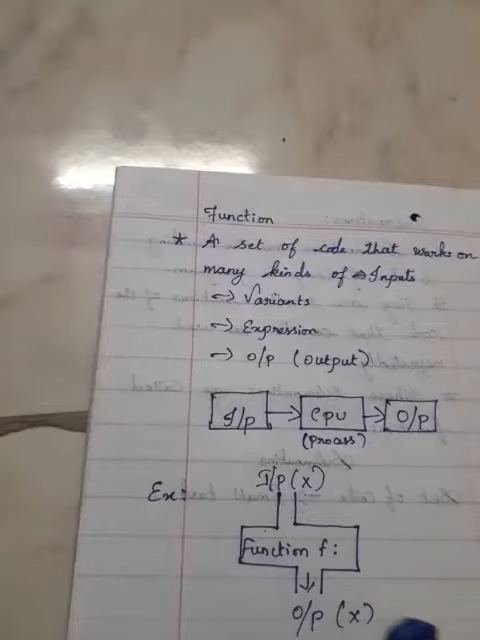 Function
* A set of code that works on
many kinds of → Inputs
→ Variants
→ Expression
→ O/p (Output)
I/p → CPU → O/p
(Process)
Ex: I/p (x)
Function f:
O/p (x)